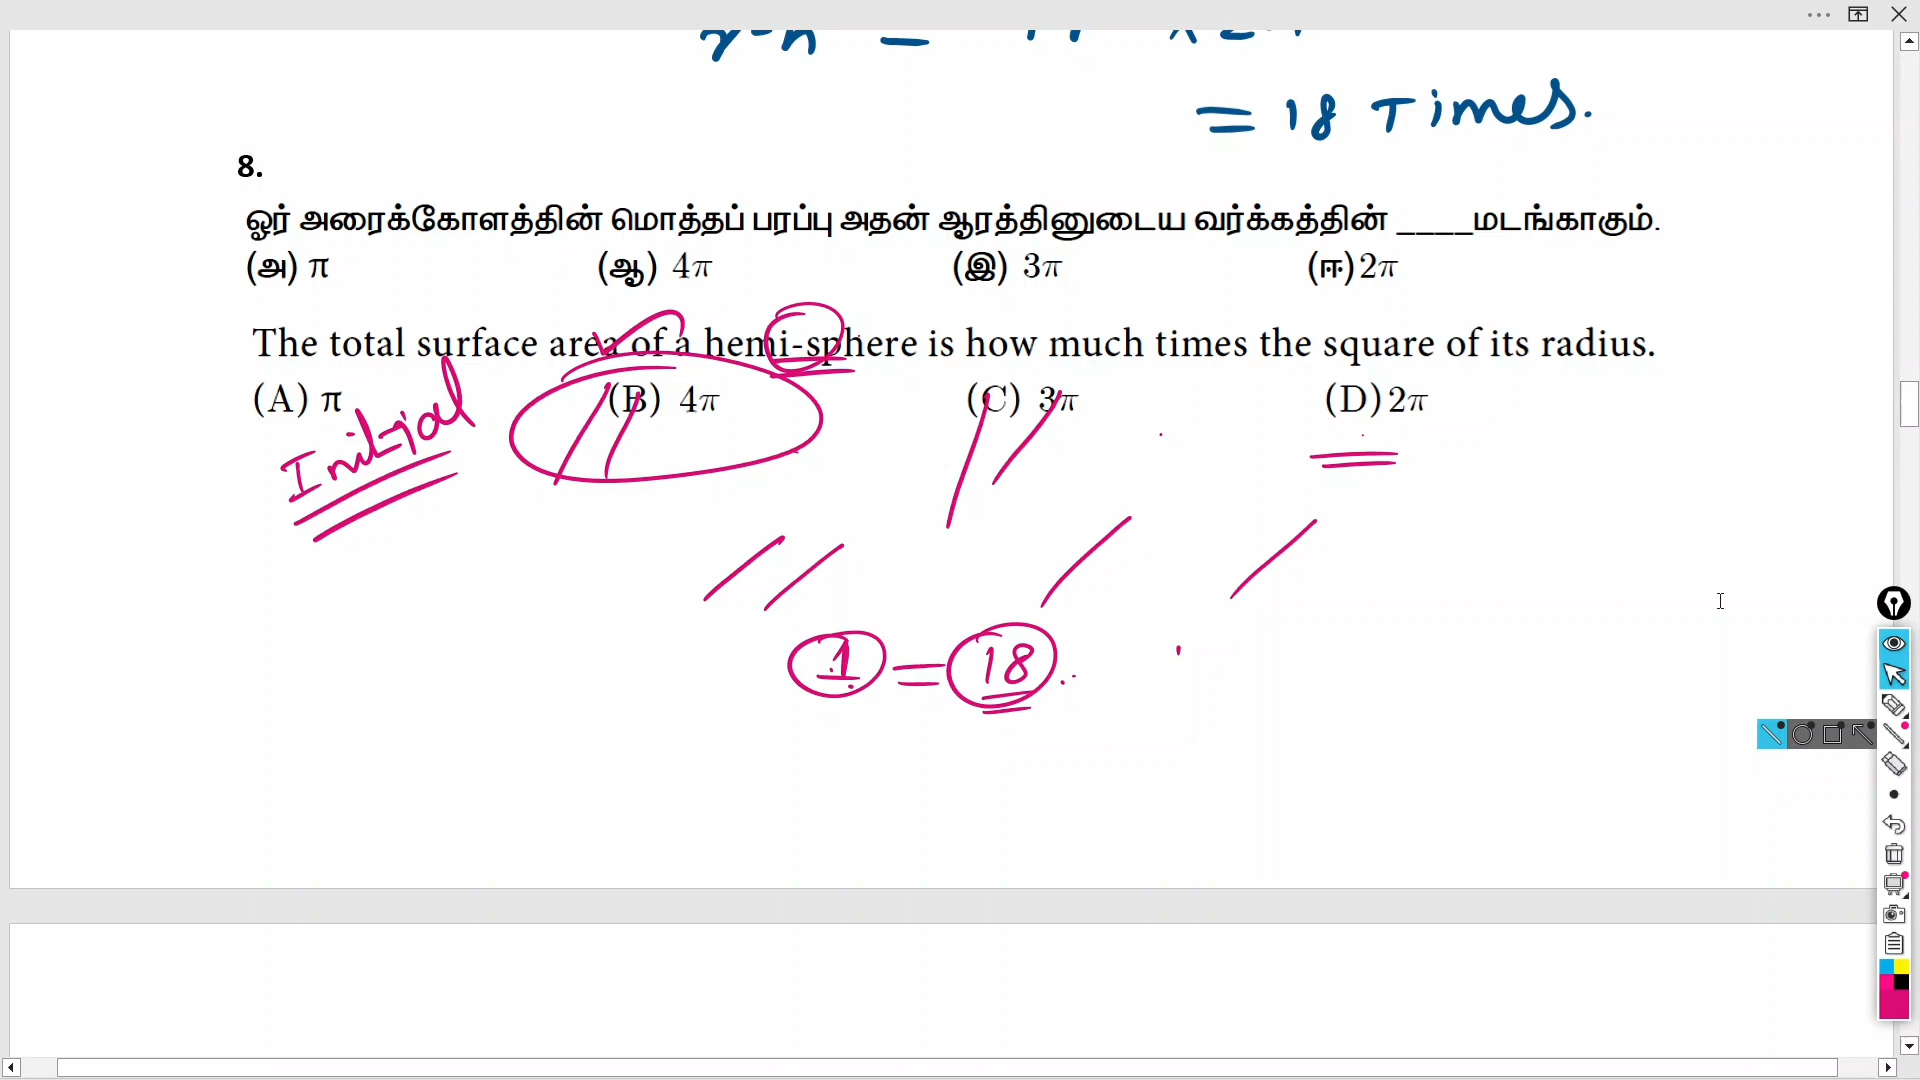 = 18 Times.
8.
ஓர் அரைக்கோளத்தின் மொத்தப் பரப்பு அதன் ஆரத்தினுடைய வர்க்கத்தின் ____மடங்காகும்.
(அ) π (ஆ) 4π (இ) 3π (ஈ)2π
The total surface area of a hemi-sphere is how much times the square of its radius.
(A) π (B) 4π (C) 3π (D)2π
Initial
1 = 18